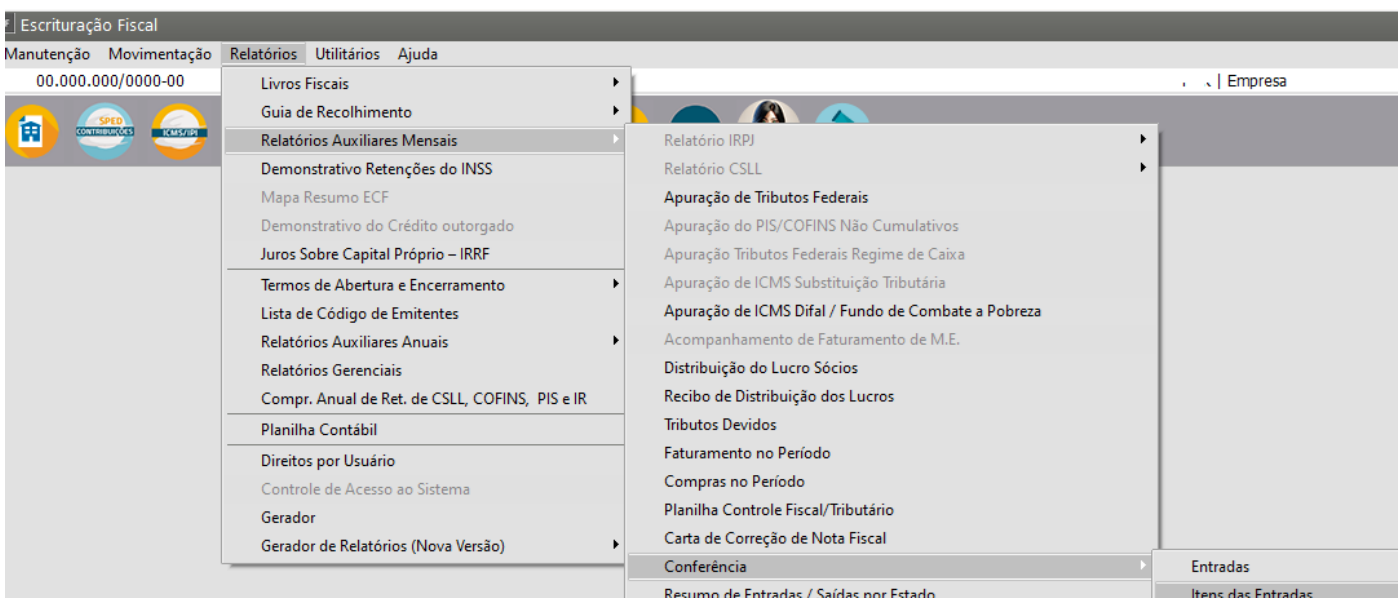 Escrituração Fiscal
Manutenção Movimentação Relatórios Utilitários Ajuda
00.000.000/0000-00
| Empresa
SPED
CONTRIBUIÇÕES
ICMS/IPI
Livros Fiscais
Guia de Recolhimento
Relatórios Auxiliares Mensais
Demonstrativo Retenções do INSS
Mapa Resumo ECF
Demonstrativo do Crédito outorgado
Juros Sobre Capital Próprio – IRRF
Termos de Abertura e Encerramento
Lista de Código de Emitentes
Relatórios Auxiliares Anuais
Relatórios Gerenciais
Compr. Anual de Ret. de CSLL, COFINS, PIS e IR
Planilha Contábil
Direitos por Usuário
Controle de Acesso ao Sistema
Gerador
Gerador de Relatórios (Nova Versão)
Relatório IRPJ
Relatório CSLL
Apuração de Tributos Federais
Apuração do PIS/COFINS Não Cumulativos
Apuração Tributos Federais Regime de Caixa
Apuração de ICMS Substituição Tributária
Apuração de ICMS Difal / Fundo de Combate a Pobreza
Acompanhamento de Faturamento de M.E.
Distribuição do Lucro Sócios
Recibo de Distribuição dos Lucros
Tributos Devidos
Faturamento no Período
Compras no Período
Planilha Controle Fiscal/Tributário
Carta de Correção de Nota Fiscal
Conferência
Resumo de Entradas / Saídas por Estado
Entradas
Itens das Entradas